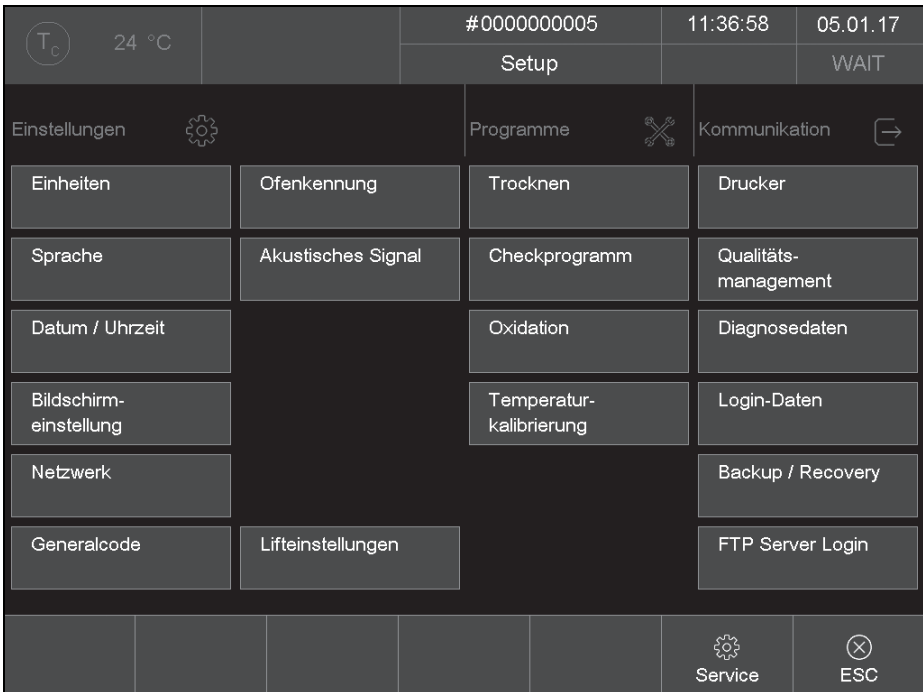 Tc
24 °C
#0000000005
11:36:58
05.01.17
Setup
WAIT
Einstellungen
Programme
Kommunikation
Einheiten
Ofenkennung
Trocknen
Drucker
Sprache
Akustisches Signal
Checkprogramm
Qualitäts-
management
Datum / Uhrzeit
Oxidation
Diagnosedaten
Bildschirm-
einstellung
Temperatur-
kalibrierung
Login-Daten
Netzwerk
Backup / Recovery
Generalcode
Lifteinstellungen
FTP Server Login
Service
ESC